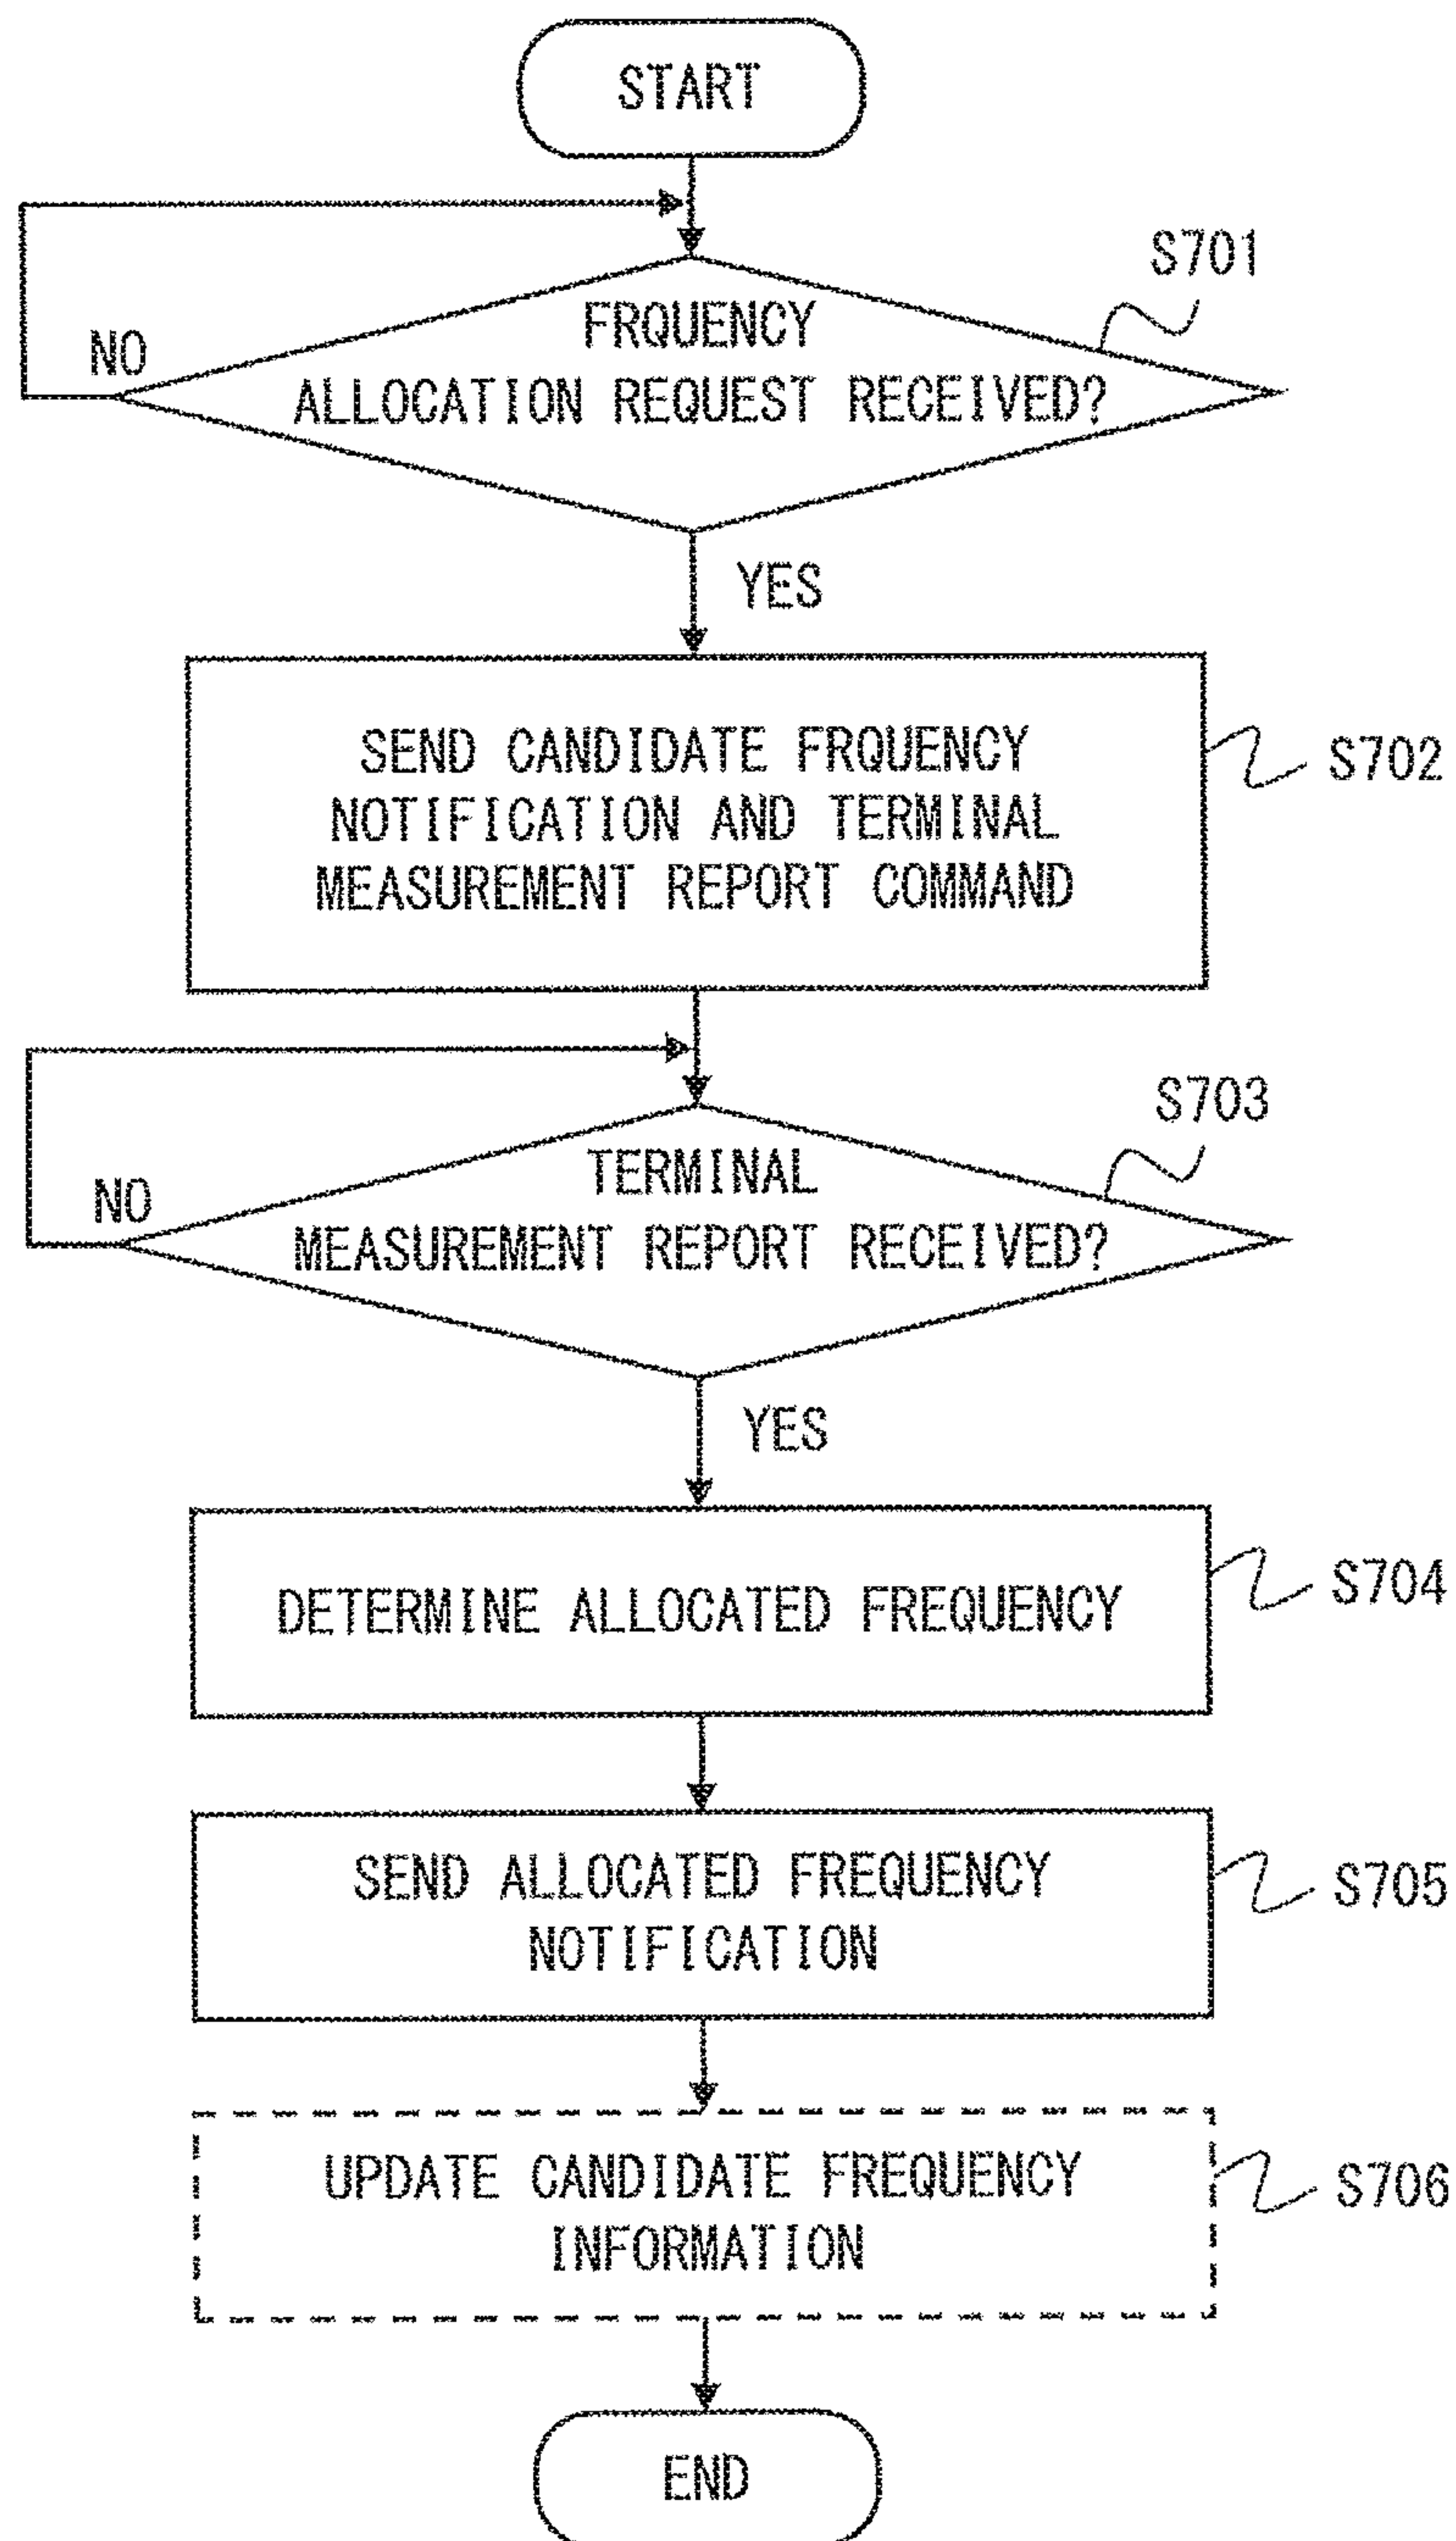 START
S701
FRQUENCY
NO
ALLOCATION REQUEST RECEIVED?
YES
SEND CANDIDATE FRQUENCY
NOTIFICATION AND TERMINAL
MEASUREMENT REPORT COMMAND
S702
S703
TERMINAL
NO
MEASUREMENT REPORT RECEIVED?
YES
DETERMINE ALLOCATED FREQUENCY
S704
SEND ALLOCATED FREQUENCY
NOTIFICATION
S705
UPDATE CANDIDATE FREQUENCY
INFORMATION
S706
END